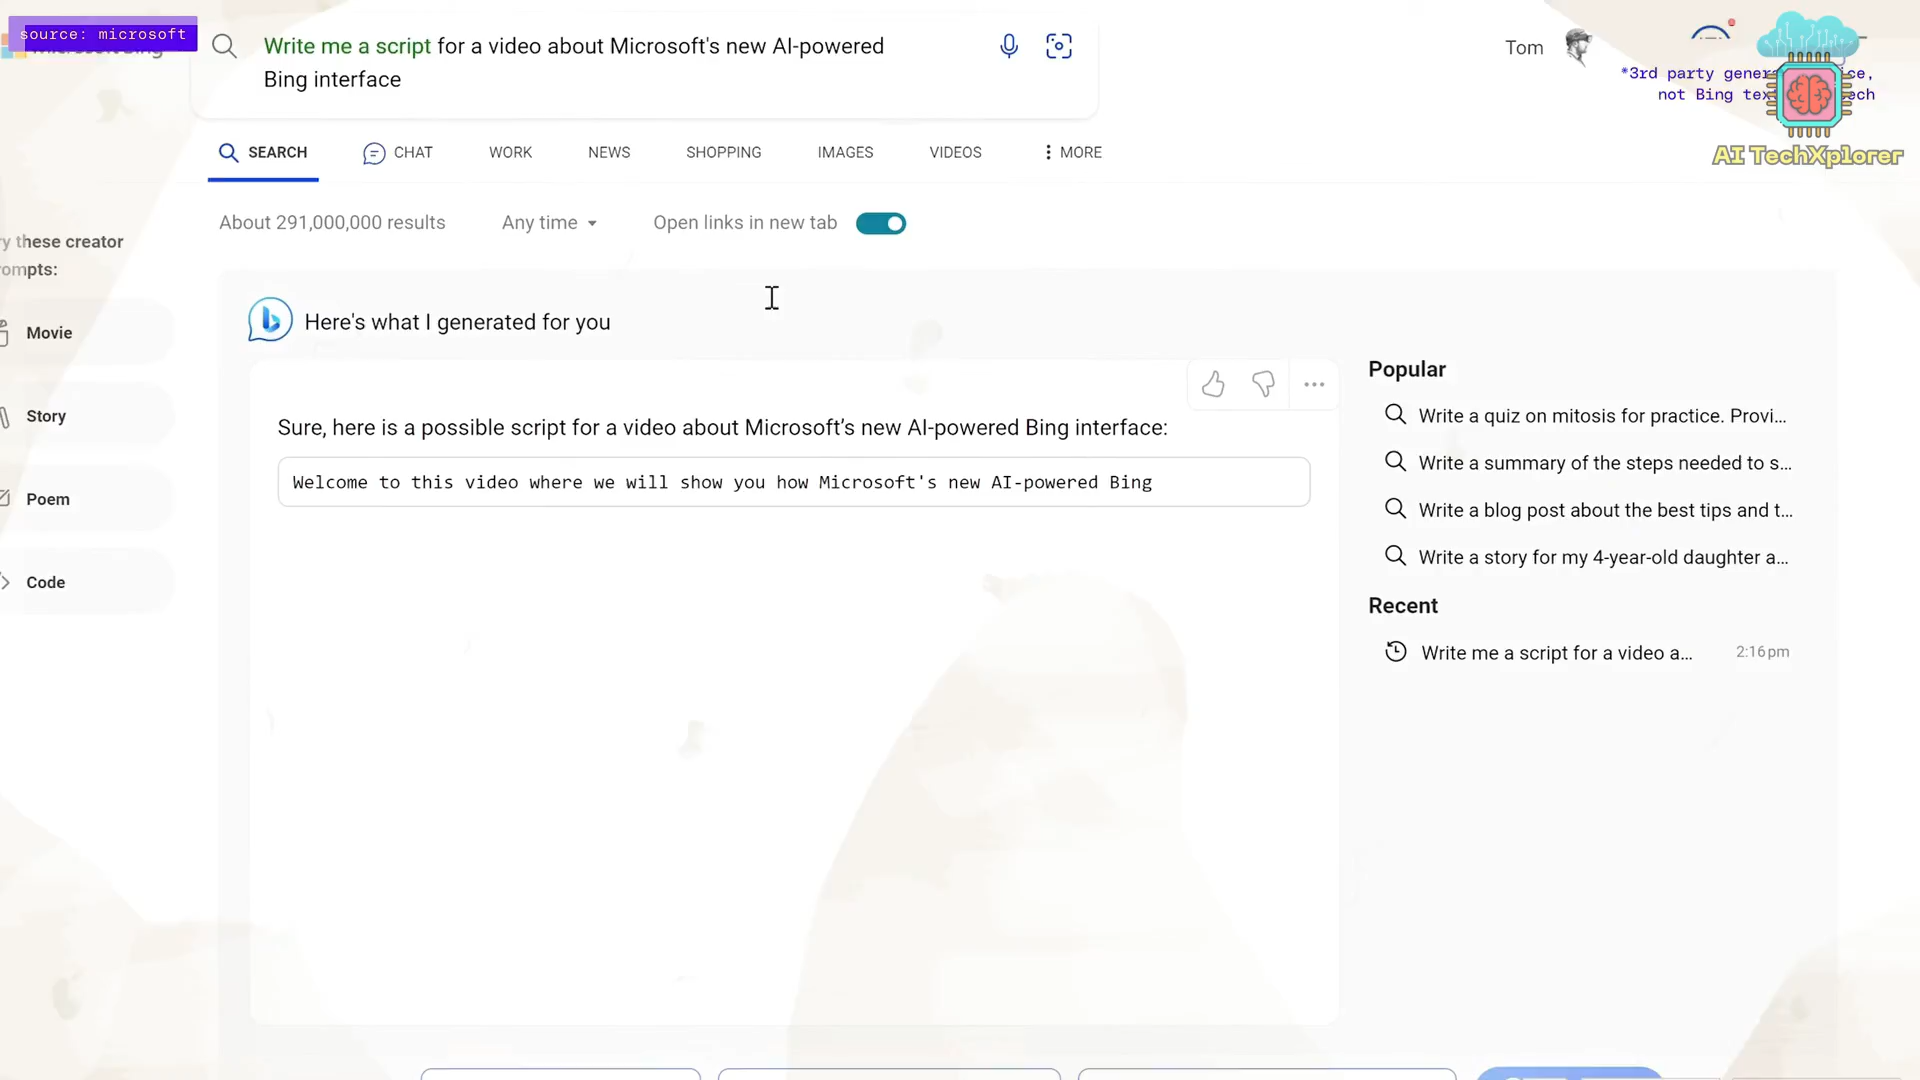 source: microsoft
Write me a script for a video about Microsoft's new AI-powered
Bing interface
Tom
*3rd party
not Bing
AI TechXplorer
SEARCH
CHAT
WORK
NEWS
SHOPPING
IMAGES
VIDEOS
MORE
About 291,000,000 results
Any time
Open links in new tab
these creator
Movie
Story
Poem
Code
Here's what I generated for you
Sure, here is a possible script for a video about Microsoft’s new AI-powered Bing interface:
Welcome to this video where we will show you how Microsoft's new AI-powered Bing
Popular
Write a quiz on mitosis for practice. Provi...
Write a summary of the steps needed to s...
Write a blog post about the best tips and t...
Write a story for my 4-year-old daughter a...
Recent
Write me a script for a video a...
2:16 pm